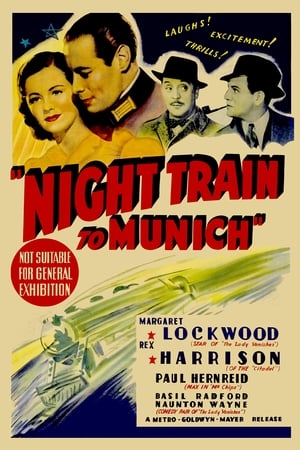 LAUGHS!
EXCITEMENT!
THRILLS!
"NIGHT TRAIN
TO MUNICH"
NOT SUITABLE
FOR GENERAL
EXHIBITION
MARGARET
LOCKWOOD
(STAR OF "The Lady Vanishes")
REX
HARRISON
(OF THE "Citadel")
PAUL HERNREID
(MAX IN "Mr Chips")
BASIL RADFORD
NAUNTON WAYNE
(COMEDY PAIR OF "The Lady Vanishes")
A METRO-GOLDWYN-MAYER RELEASE